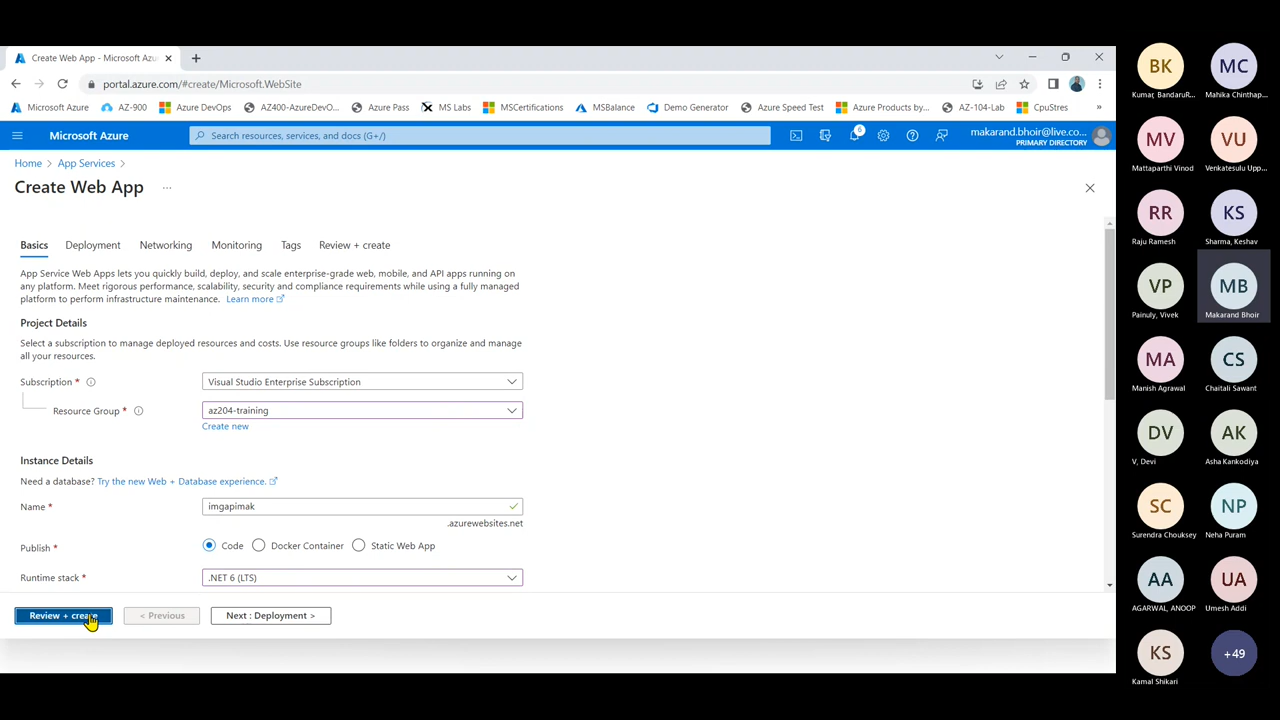 Create Web App - Microsoft Azu
portal.azure.com/#create/Microsoft.WebSite
Microsoft Azure
AZ-900
Azure DevOps
AZ400-AzureDevO...
Azure Pass
MS Labs
MSCertifications
MSBalance
Demo Generator
Azure Speed Test
Azure Products by...
AZ-104-Lab
CpuStres
»
Microsoft Azure
Search resources, services, and docs (G+/)
6
makarand.bhoir@live.co...
PRIMARY DIRECTORY
Home > App Services >
Create Web App ...
Basics
Deployment
Networking
Monitoring
Tags
Review + create
App Service Web Apps lets you quickly build, deploy, and scale enterprise-grade web, mobile, and API apps running on
any platform. Meet rigorous performance, scalability, security and compliance requirements while using a fully managed
platform to perform infrastructure maintenance. Learn more
Project Details
Select a subscription to manage deployed resources and costs. Use resource groups like folders to organize and manage
all your resources.
Subscription *
Visual Studio Enterprise Subscription
Resource Group *
az204-training
Create new
Instance Details
Need a database? Try the new Web + Database experience.
Name *
imgapimak
.azurewebsites.net
Publish *
Code
Docker Container
Static Web App
Runtime stack *
.NET 6 (LTS)
Review + create
< Previous
Next : Deployment >
BK
Kumar, BandaruR...
MC
Mahika Chinthap...
MV
Mattaparthi Vinod
VU
Venkatesulu Upp...
RR
Raju Ramesh
KS
Sharma, Keshav
VP
Painuly, Vivek
MB
Makarand Bhoir
MA
Manish Agrawal
CS
Chaitali Sawant
DV
V, Devi
AK
Asha Kankodiya
SC
Surendra Chouksey
NP
Neha Puram
AA
AGARWAL, ANOOP
UA
Umesh Addi
KS
Kamal Shikari
+49